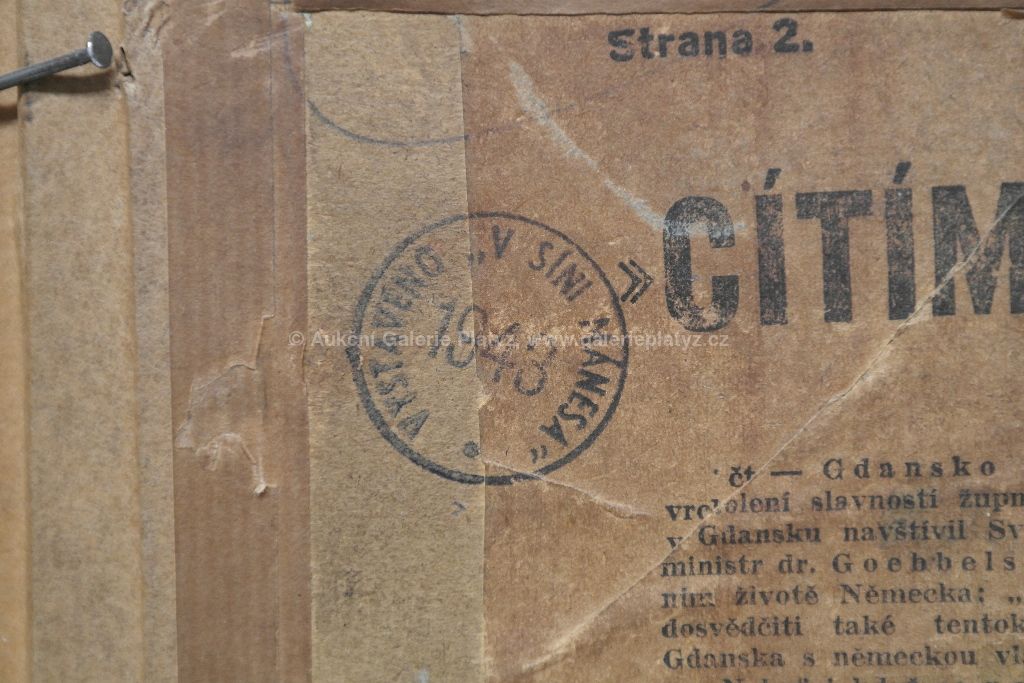 Strana 2.
CÍTÍM
VYSTAVENO „V SÍNI MÁNESA“
1943
© Aukční Galerie Platýz, www.galerieplatyz.cz
čt — Gdansko
slavností župn
v Gdansku navštívil Sv
ministr dr. Goebbels
ním životě Německa: „
dosvědčiti také tentok
Gdanska s německou vl